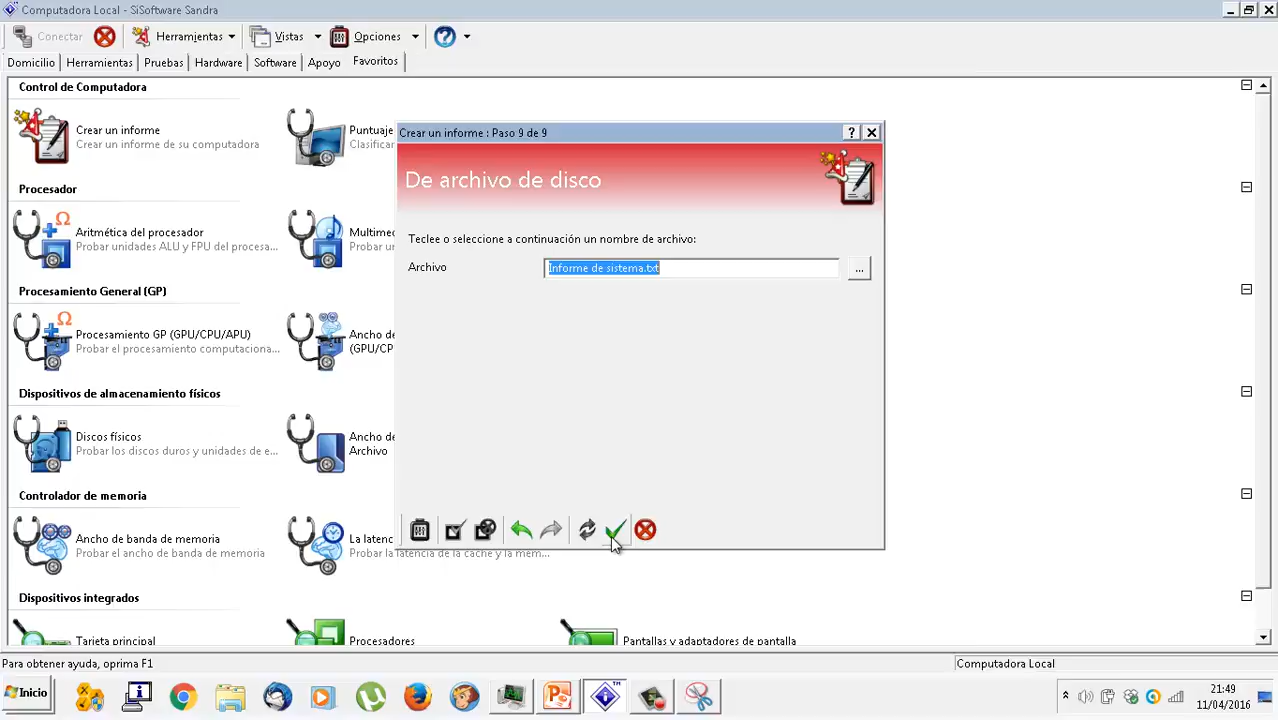 Computadora Local - SiSoftware Sandra
Conectar
Herramientas
Vistas
Opciones
Domicilio
Herramientas
Pruebas
Hardware
Software
Apoyo
Favoritos
Control de Computadora
Crear un informe
Crear un informe de su computadora
Puntuaje
Clasificar
Procesador
Aritmética del procesador
Probar unidades ALU y FPU del procesa...
Multimed
Probar un
Procesamiento General (GP)
Procesamiento GP (GPU/CPU/APU)
Probar el procesamiento computaciona...
Ancho de
(GPU/CP
Dispositivos de almacenamiento físicos
Discos físicos
Probar los discos duros y unidades de e...
Ancho de
Archivo
Controlador de memoria
Ancho de banda de memoria
Probar el ancho de banda de memoria
La laten
Probar la latencia de la cache y la mem...
Dispositivos integrados
Tarjeta principal
Procesadores
Pantallas y adaptadores de pantalla
Crear un informe : Paso 9 de 9
De archivo de disco
Teclee o seleccione a continuación un nombre de archivo:
Archivo
Informe de sistema.txt
...
Para obtener ayuda, oprima F1
Computadora Local
Inicio
21:49
11/04/2016